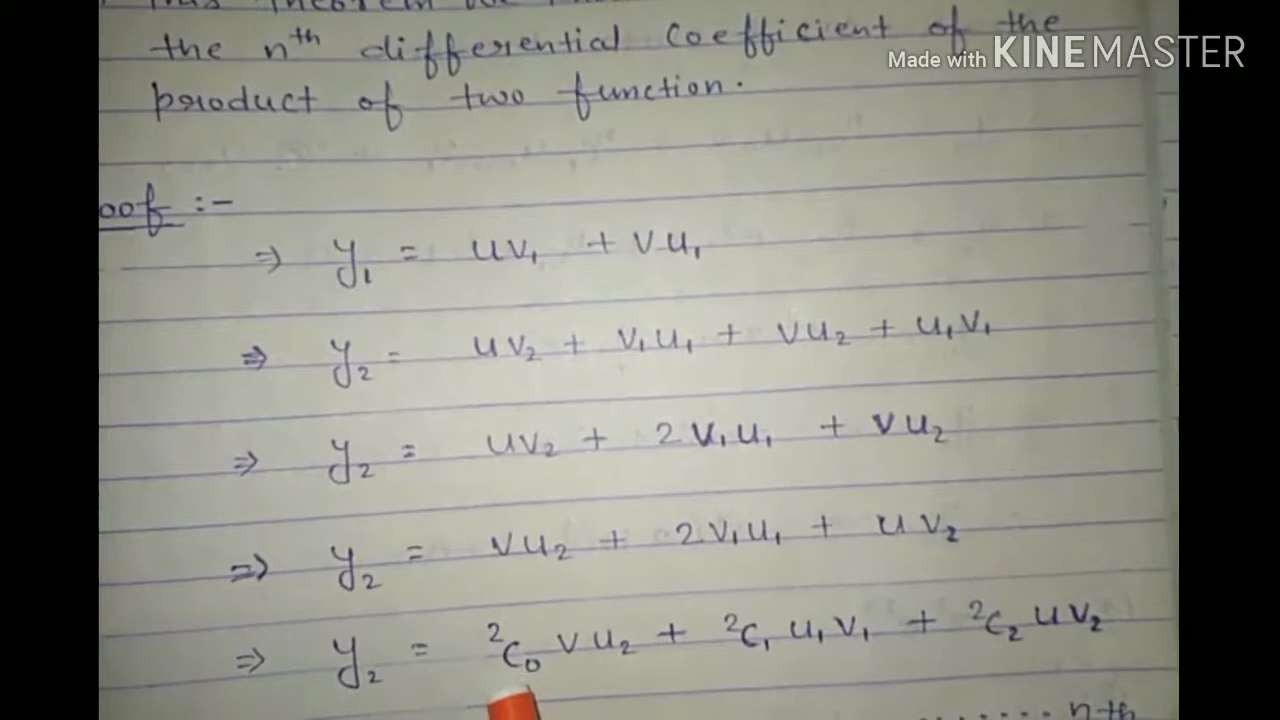 the nth differential coefficient of the
Made with KINEMASTER
product of two function.
oof :-
⇒ y₁ = uv₁ + vu₁
⇒ y₂ = uv₂ + v₁u₁ + vu₂ + u₁v₁
⇒ y₂ = uv₂ + 2v₁u₁ + vu₂
⇒ y₂ = vu₂ + 2v₁u₁ + uv₂
⇒ y₂ = ²C₀ vu₂ + ²C₁ u₁v₁ + ²C₂ uv₂
....... nth